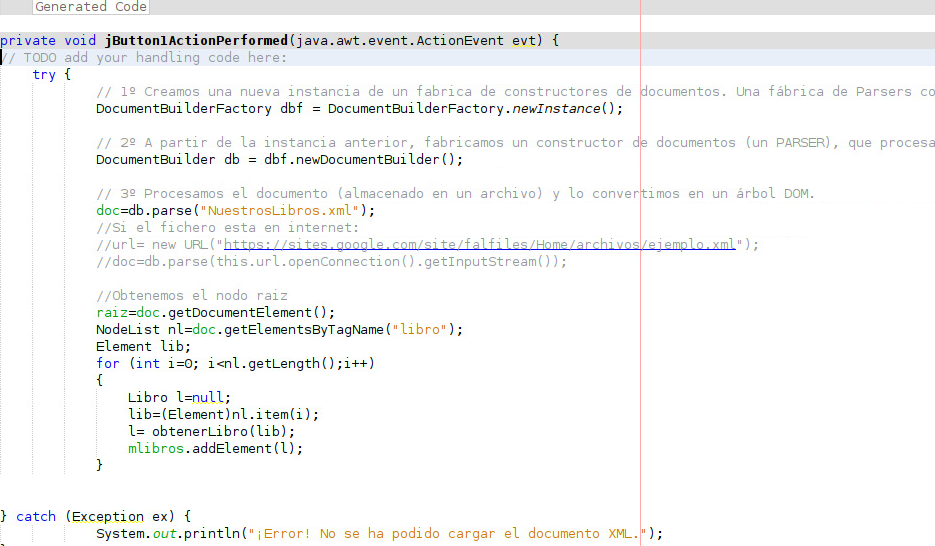 Generated Code
private void jButton1ActionPerformed(java.awt.event.ActionEvent evt) {
// TODO add your handling code here:
try {
// 1º Creamos una nueva instancia de un fabrica de constructores de documentos. Una fábrica de Parsers co
DocumentBuilderFactory dbf = DocumentBuilderFactory.newInstance();
// 2º A partir de la instancia anterior, fabricamos un constructor de documentos (un PARSER), que procesa
DocumentBuilder db = dbf.newDocumentBuilder();
// 3º Procesamos el documento (almacenado en un archivo) y lo convertimos en un árbol DOM.
doc=db.parse("NuestrosLibros.xml");
//Si el fichero esta en internet:
//url= new URL("https://sites.google.com/site/falfiles/Home/archivos/ejemplo.xml");
//doc=db.parse(this.url.openConnection().getInputStream());
//Obtenemos el nodo raiz
raiz=doc.getDocumentElement();
NodeList nl=doc.getElementsByTagName("libro");
Element lib;
for (int i=0; i<nl.getLength();i++)
{
Libro l=null;
lib=(Element)nl.item(i);
l= obtenerLibro(lib);
mlibros.addElement(l);
}
} catch (Exception ex) {
System.out.println("¡Error! No se ha podido cargar el documento XML.");